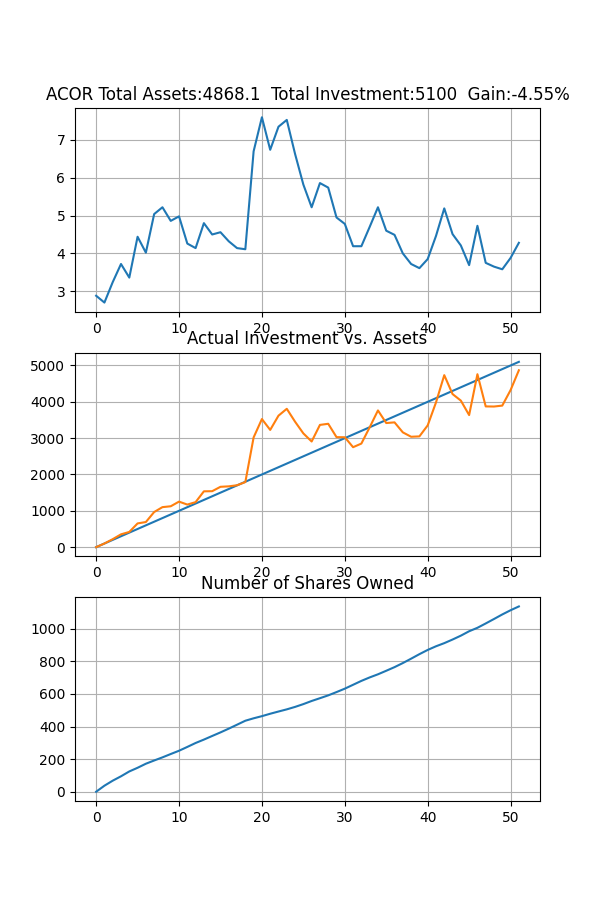 ACOR Total Assets:4868.1  Total Investment:5100  Gain:-4.55%
7
6
5
4
3
0 10 20 30 40 50
Actual Investment vs. Assets
5000
4000
3000
2000
1000
0
0 10 20 30 40 50
Number of Shares Owned
1000
800
600
400
200
0
0 10 20 30 40 50